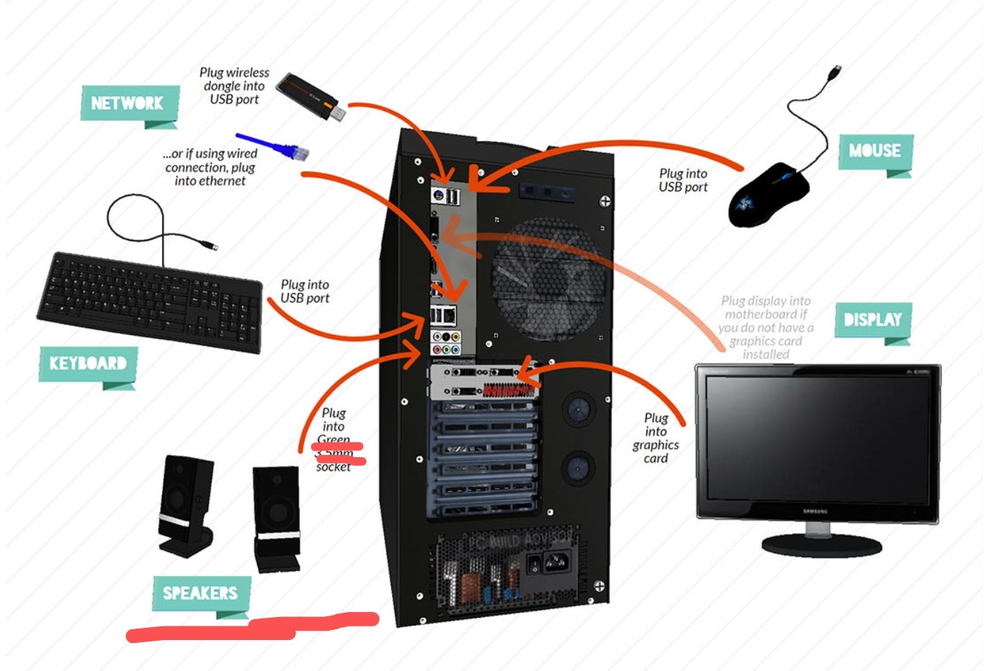 NETWORK
Plug wireless
dongle into
USB port
...or if using wired
connection, plug
into ethernet
Plug into
USB port
MOUSE
Plug into
USB port
KEYBOARD
Plug display into
motherboard if
you do not have a
graphics card
installed
DISPLAY
Plug
into
Green
3.5mm
socket
Plug
into
graphics
card
SAMSUNG
SPEAKERS
PC BUILD ADVISOR